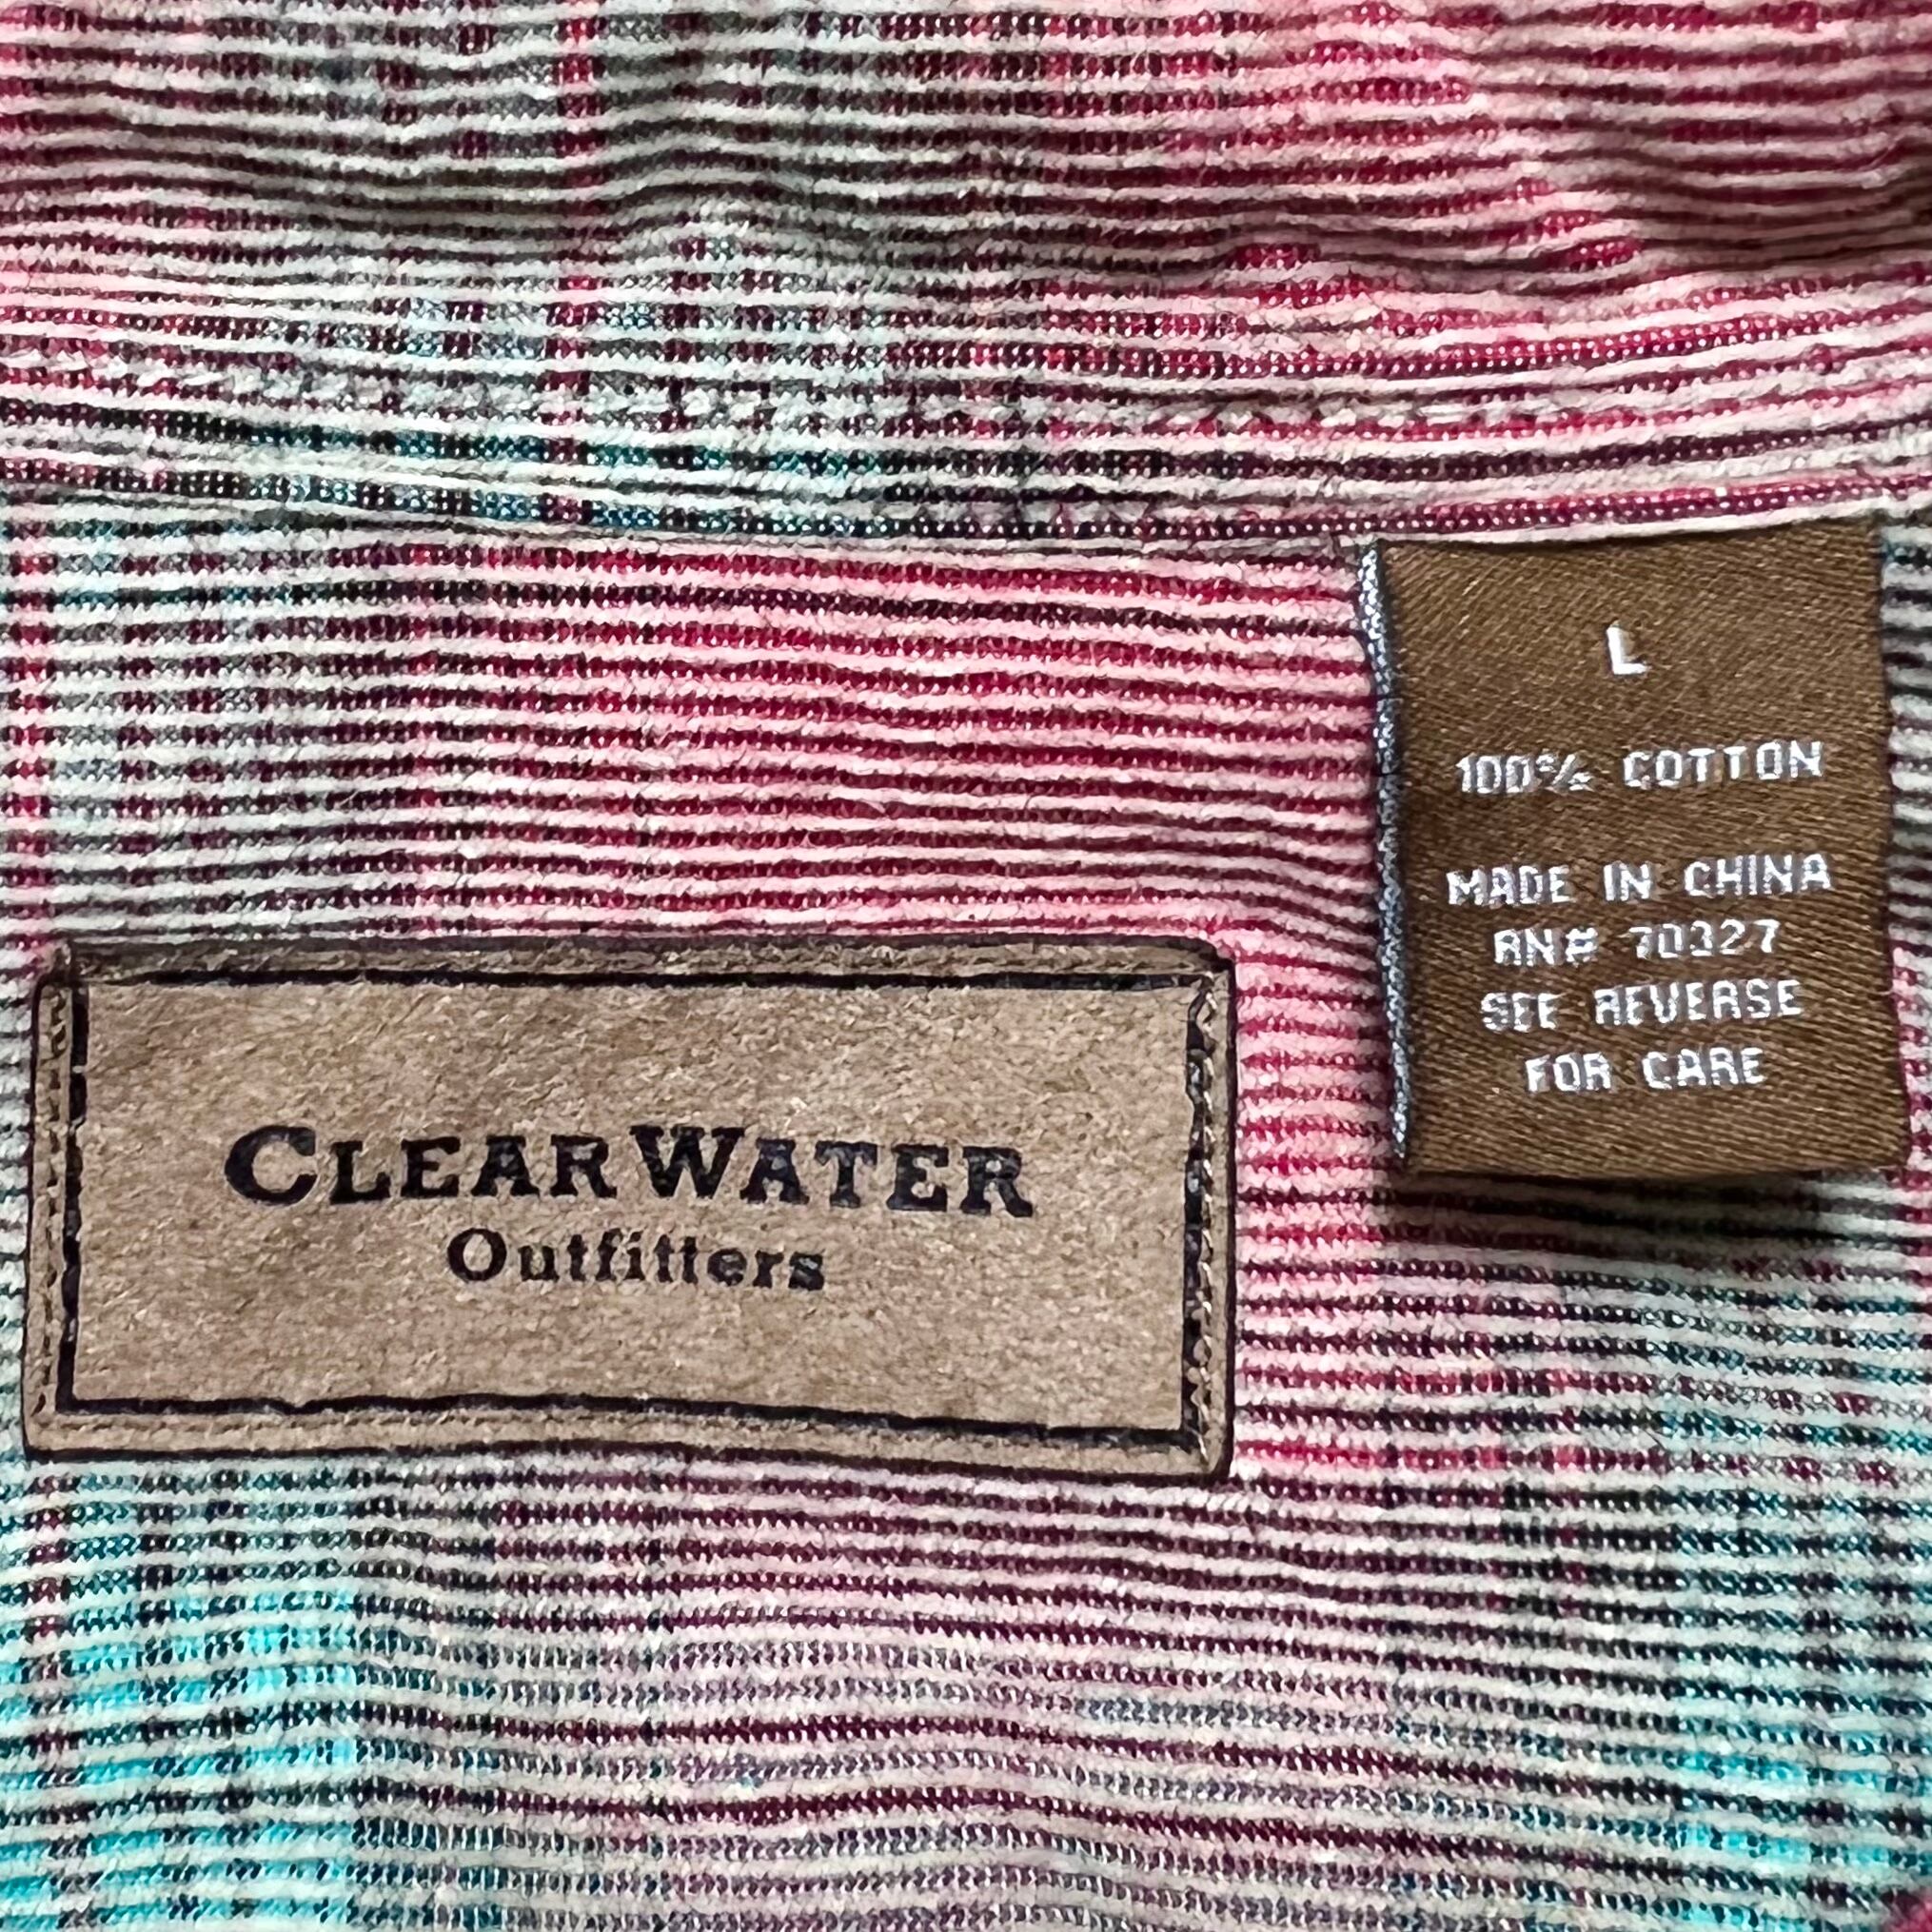 L
100% COTTON
MADE IN CHINA
RN# 70327
SEE REVERSE
FOR CARE
CLEARWATER
Outfitters